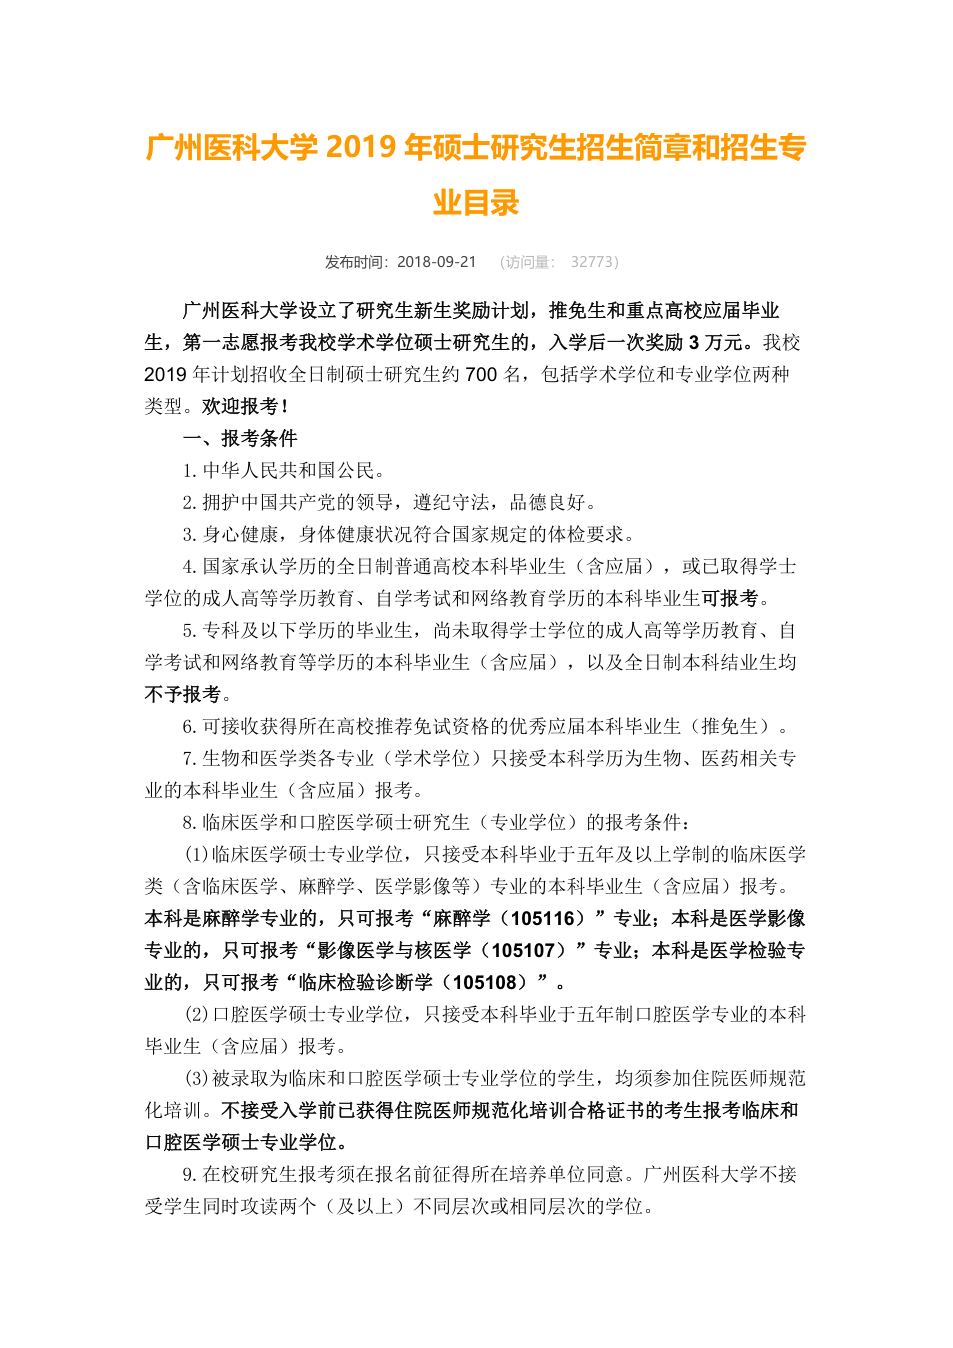 广州医科大学 2019 年硕士研究生招生简章和招生专
业目录
发布时间：2018-09-21 （访问量： 32773）
广州医科大学设立了研究生新生奖励计划，推免生和重点高校应届毕业
生，第一志愿报考我校学术学位硕士研究生的，入学后一次奖励 3 万元。我校
2019 年计划招收全日制硕士研究生约 700 名，包括学术学位和专业学位两种
类型。欢迎报考！
一、报考条件
1.中华人民共和国公民。
2.拥护中国共产党的领导，遵纪守法，品德良好。
3.身心健康，身体健康状况符合国家规定的体检要求。
4.国家承认学历的全日制普通高校本科毕业生（含应届），或已取得学士
学位的成人高等学历教育、自学考试和网络教育学历的本科毕业生可报考。
5.专科及以下学历的毕业生，尚未取得学士学位的成人高等学历教育、自
学考试和网络教育等学历的本科毕业生（含应届），以及全日制本科结业生均
不予报考。
6.可接收获得所在高校推荐免试资格的优秀应届本科毕业生（推免生）。
7.生物和医学类各专业（学术学位）只接受本科学历为生物、医药相关专
业的本科毕业生（含应届）报考。
8.临床医学和口腔医学硕士研究生（专业学位）的报考条件：
(1)临床医学硕士专业学位，只接受本科毕业于五年及以上学制的临床医学
类（含临床医学、麻醉学、医学影像等）专业的本科毕业生（含应届）报考。
本科是麻醉学专业的，只可报考“麻醉学（105116）”专业；本科是医学影像
专业的，只可报考“影像医学与核医学（105107）”专业；本科是医学检验专
业的，只可报考“临床检验诊断学（105108）”。
(2)口腔医学硕士专业学位，只接受本科毕业于五年制口腔医学专业的本科
毕业生（含应届）报考。
(3)被录取为临床和口腔医学硕士专业学位的学生，均须参加住院医师规范
化培训。不接受入学前已获得住院医师规范化培训合格证书的考生报考临床和
口腔医学硕士专业学位。
9.在校研究生报考须在报名前征得所在培养单位同意。广州医科大学不接
受学生同时攻读两个（及以上）不同层次或相同层次的学位。